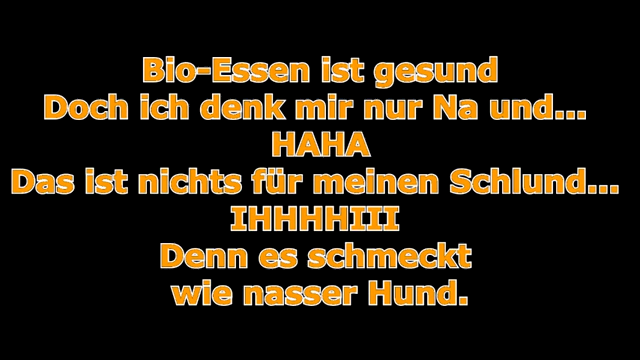 Bio-Essen ist gesund
Doch ich denk mir nur Na und...
HAHA
Das ist nichts für meinen Schlund...
IHHHHIII
Denn es schmeckt
wie nasser Hund.